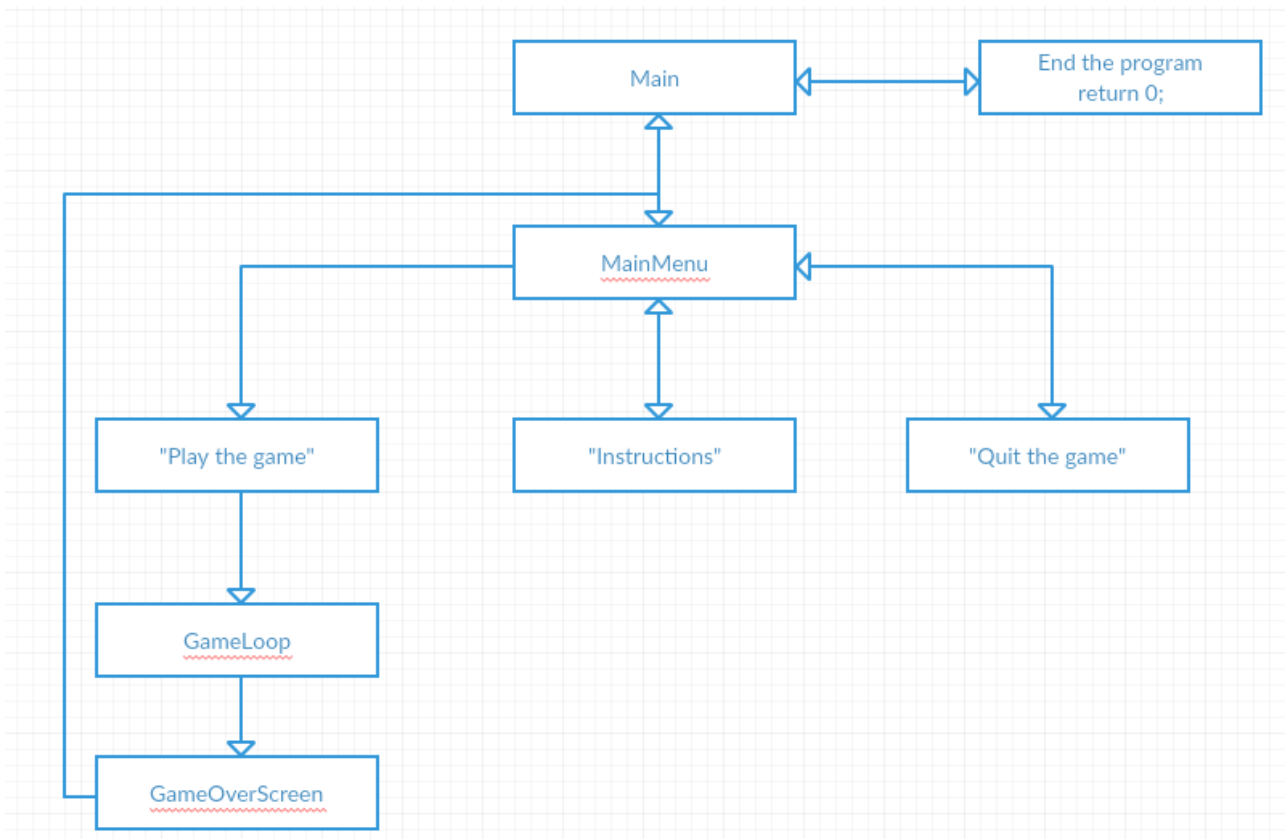 Main
End the program
return 0;
MainMenu
"Play the game"
"Instructions"
"Quit the game"
GameLoop
GameOverScreen